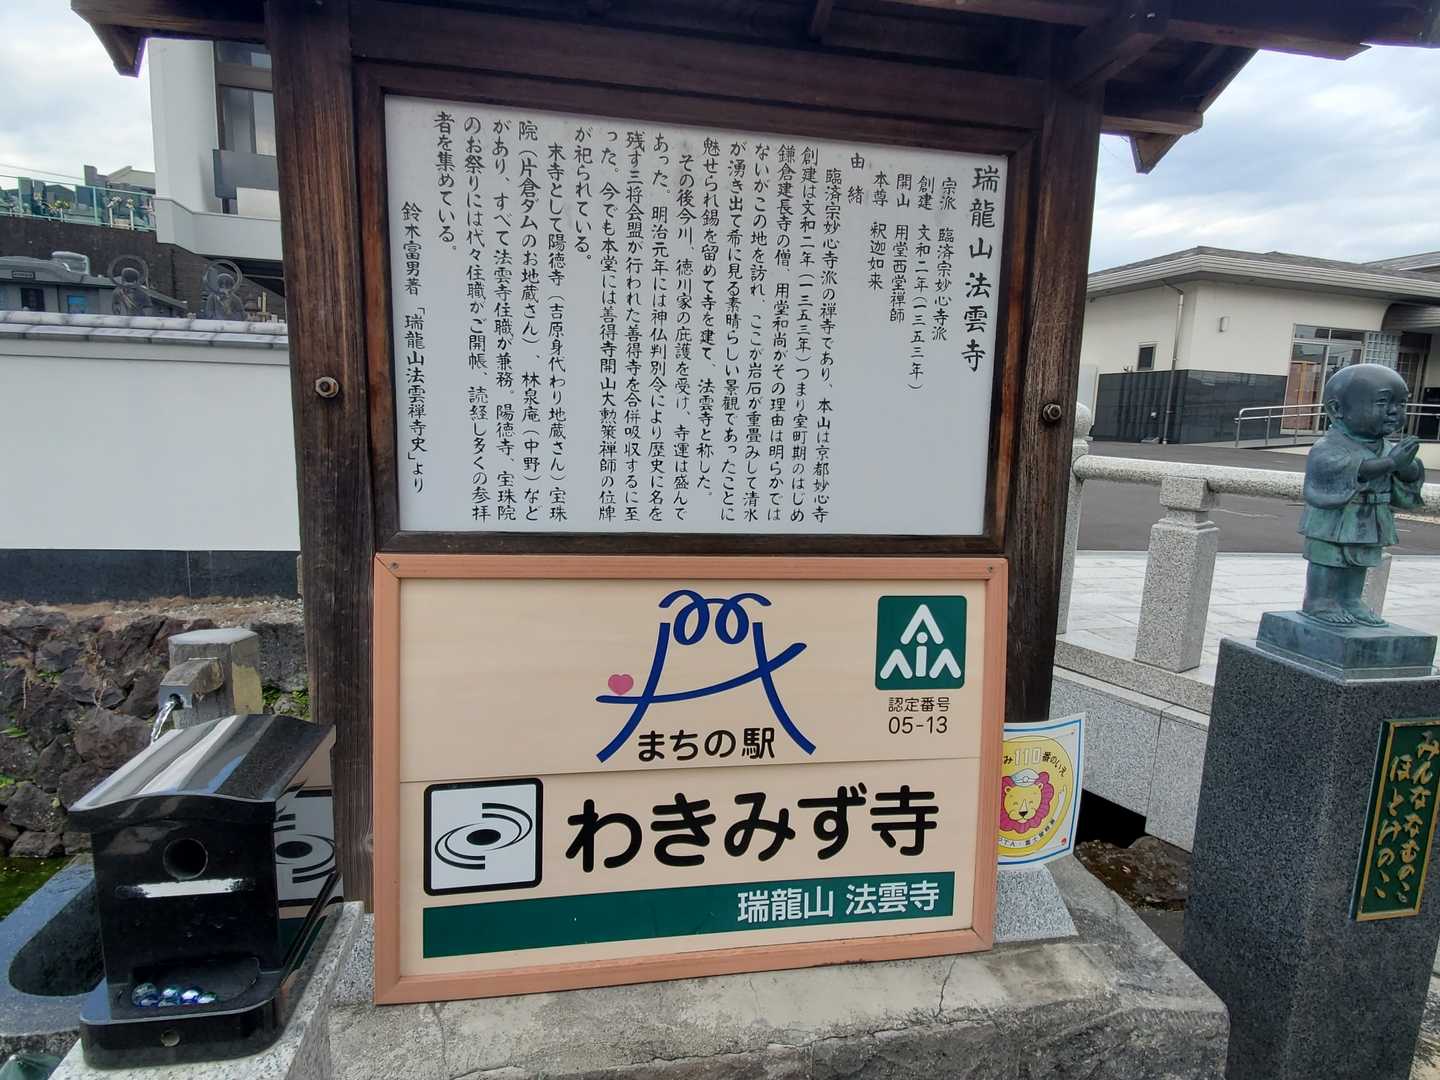 瑞龍山 法雲寺
宗派 臨済宗妙心寺派
創建 文和二年(一三五三年)
開山 用堂西堂禅師
本尊 釈迦如来
由緒
臨済宗妙心寺派の禅寺であり、本山は京都妙心寺
創建は文和二年(一三五三年)つまり室町期のはじめ
鎌倉建長寺の僧、用堂和尚がその理由は明らかでは
ないがこの地を訪れ、ここが岩石が重畳みして清水
が湧き出て希に見る素晴らしい景観であったことに
魅せられ錫を留めて寺を建て、法雲寺と称した。
その後今川、徳川家の庇護を受け、寺運は盛んで
あった。明治元年には神仏判別令により歴史に名を
残す三将会盟が行われた善得寺を合併吸収するに至
った。今でも本堂には善得寺開山大勲策禅師の位牌
が祀られている。
末寺として陽徳寺(吉原身代わり地蔵さん)宝珠
院(片倉ダムのお地蔵さん)、林泉庵(中野)など
があり、すべて法雲寺住職が兼務。陽徳寺、宝珠院
のお祭りには代々住職がご開帳、読経し多くの参拝
者を集めている。
鈴木富男著 「瑞龍山法雲禅寺史」より
まちの駅
認定番号
05-13
わきみず寺
瑞龍山 法雲寺
み110番のいえ
みんななむのこ
ほとけのこ